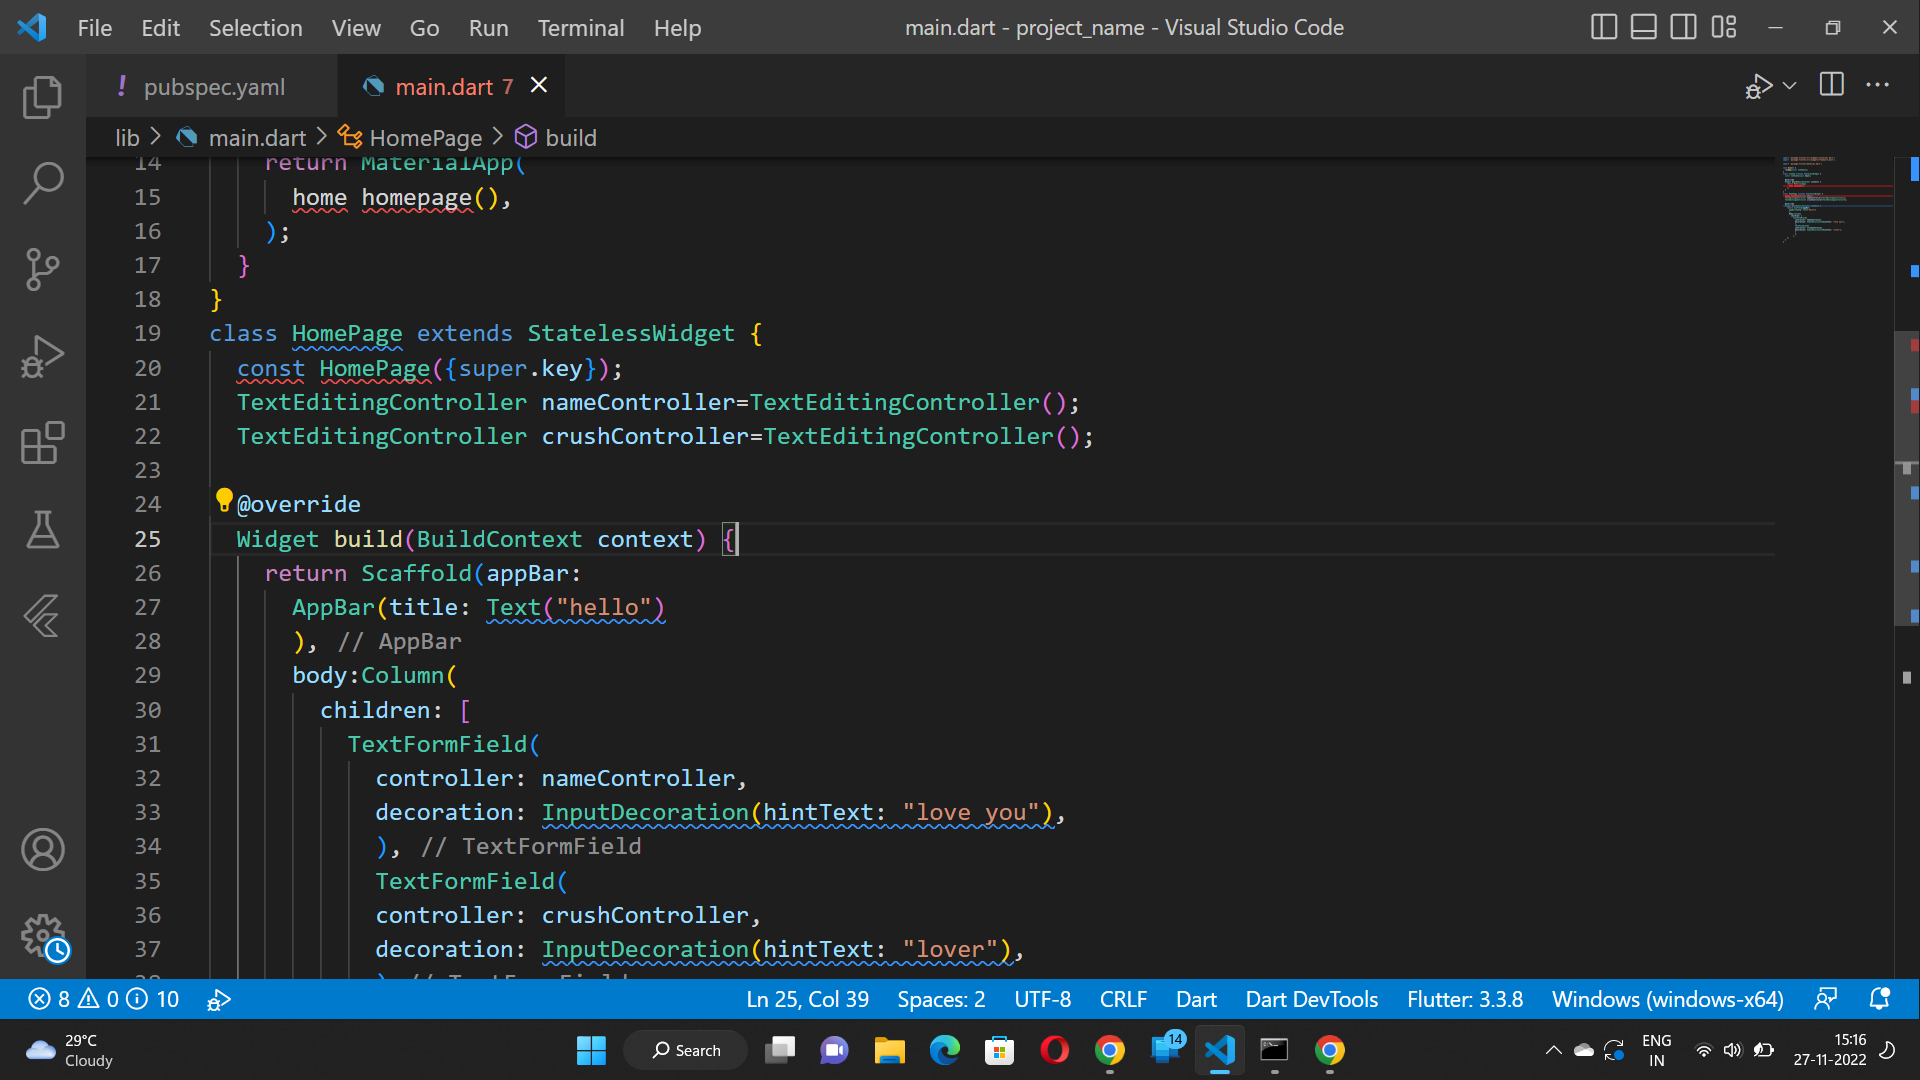 File Edit Selection View Go Run Terminal Help
main.dart - project_name - Visual Studio Code
! pubspec.yaml
main.dart 7
lib > main.dart > HomePage > build
14 return MaterialApp(
15 home homepage(),
16 );
17 }
18 }
19 class HomePage extends StatelessWidget {
20 const HomePage({super.key});
21 TextEditingController nameController=TextEditingController();
22 TextEditingController crushController=TextEditingController();
23
24 @override
25 Widget build(BuildContext context) {
26 return Scaffold(appBar:
27 AppBar(title: Text("hello")
28 ), // AppBar
29 body:Column(
30 children: [
31 TextFormField(
32 controller: nameController,
33 decoration: InputDecoration(hintText: "love you"),
34 ), // TextFormField
35 TextFormField(
36 controller: crushController,
37 decoration: InputDecoration(hintText: "lover"),
38 ) // TextFormField
8 0 10
Ln 25, Col 39 Spaces: 2 UTF-8 CRLF Dart Dart DevTools Flutter: 3.3.8 Windows (windows-x64)
29°C
Cloudy
Search
14
ENG
IN
15:16
27-11-2022